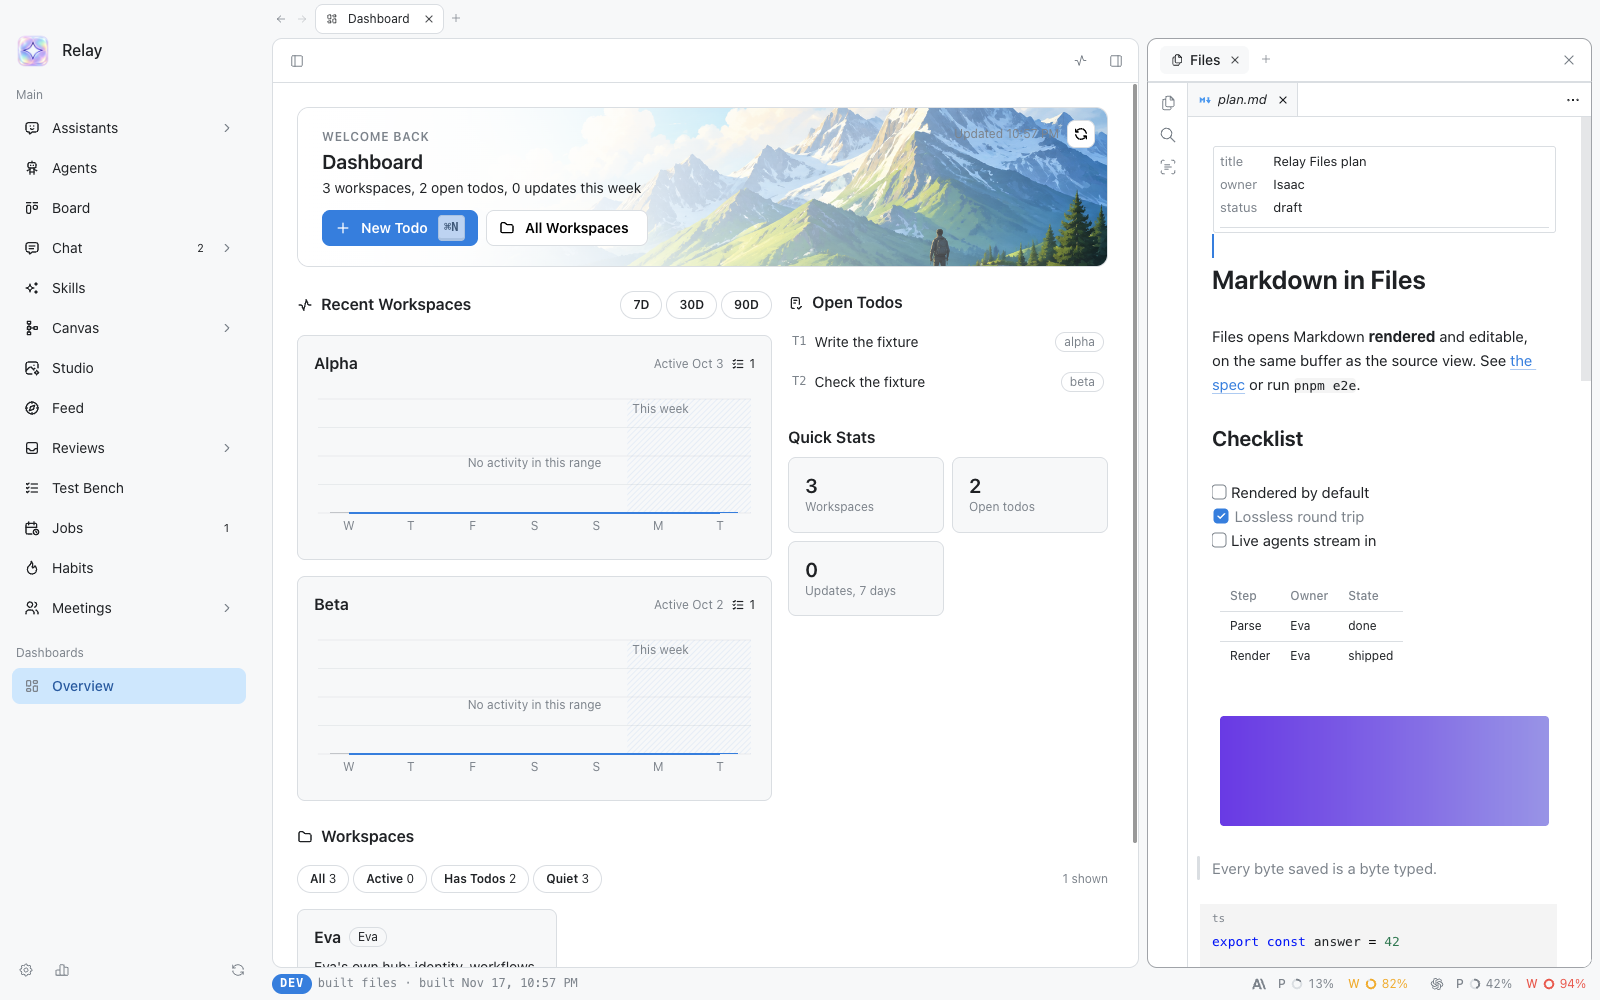 Dashboard
Relay
Main
Assistants
Agents
Board
Chat 2
Skills
Canvas
Studio
Feed
Reviews
Test Bench
Jobs 1
Habits
Meetings
Dashboards
Overview
WELCOME BACK
Updated 10:57 PM
Dashboard
3 workspaces, 2 open todos, 0 updates this week
New Todo ⌘N
All Workspaces
Recent Workspaces
7D 30D 90D
Alpha
Active Oct 3 1
This week
No activity in this range
W T F S S M T
Beta
Active Oct 2 1
This week
No activity in this range
W T F S S M T
Open Todos
T1 Write the fixture alpha
T2 Check the fixture beta
Quick Stats
3
Workspaces
2
Open todos
0
Updates, 7 days
Workspaces
All 3 Active 0 Has Todos 2 Quiet 3
1 shown
Eva Eva
Eva's own hub: identity, workflows
Files
plan.md
title Relay Files plan
owner Isaac
status draft
Markdown in Files
Files opens Markdown rendered and editable,
on the same buffer as the source view. See the
spec or run pnpm e2e.
Checklist
Rendered by default
Lossless round trip
Live agents stream in
Step Owner State
Parse Eva done
Render Eva shipped
Every byte saved is a byte typed.
ts
export const answer = 42
DEV built files · built Nov 17, 10:57 PM
P 13% W 82% P 42% W 94%